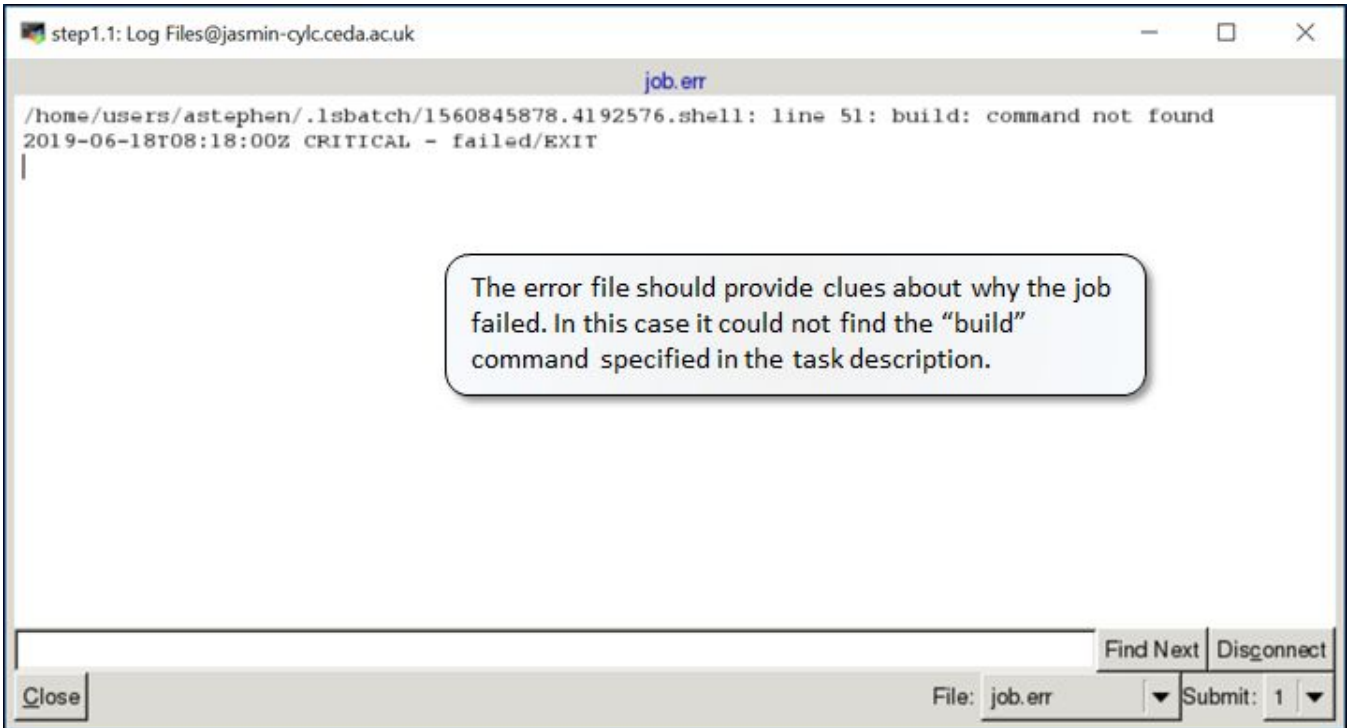 step1.1: Log Files@jasmin-cylc.ceda.ac.uk
job.err
/home/users/astephen/.lsbatch/1560845878.4192576.shell: line 51: build: command not found
2019-06-18T08:18:00Z CRITICAL - failed/EXIT
The error file should provide clues about why the job
failed. In this case it could not find the “build”
command specified in the task description.
Find Next Disconnect
Close File: job.err Submit: 1